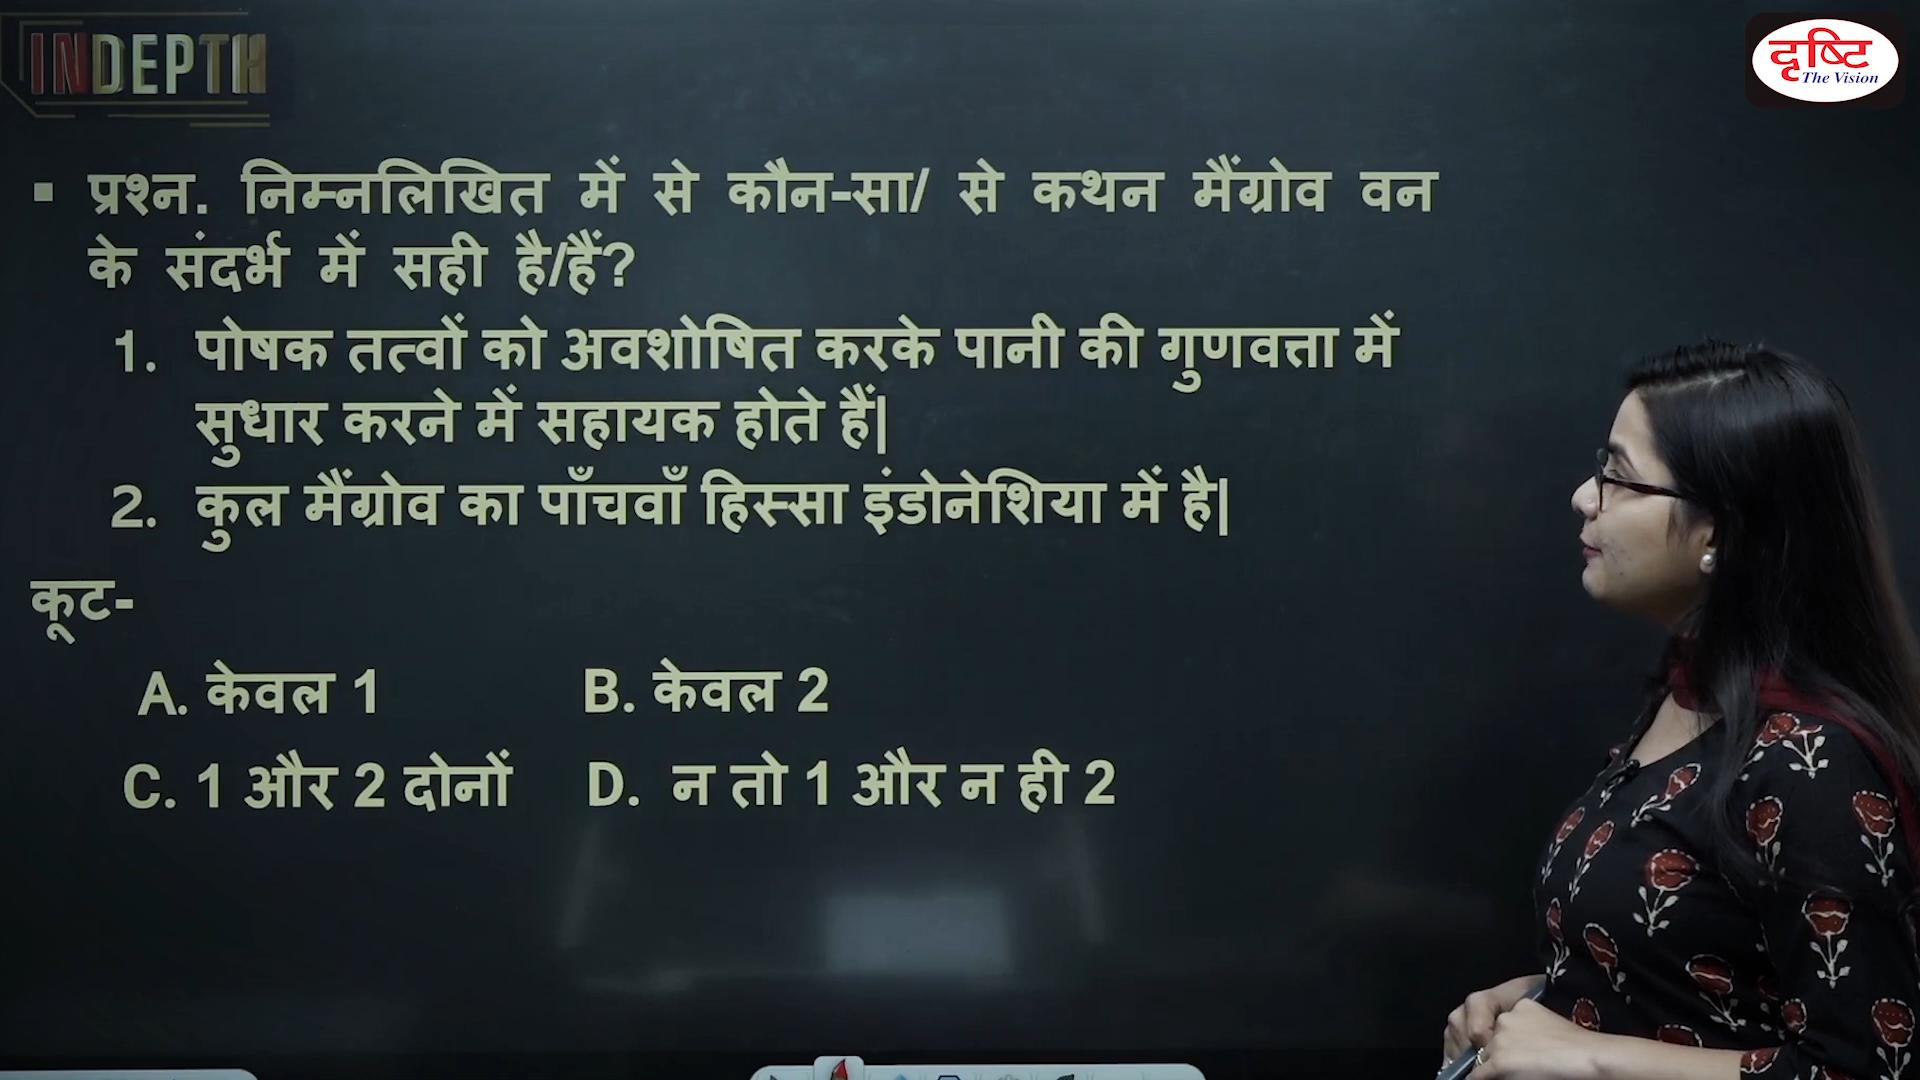 INDEPTH
दृष्टि
The Vision
▪ प्रश्न. निम्नलिखित में से कौन-सा/ से कथन मैंग्रोव वन
के संदर्भ में सही है/हैं?
1. पोषक तत्वों को अवशोषित करके पानी की गुणवत्ता में
सुधार करने में सहायक होते हैं|
2. कुल मैंग्रोव का पाँचवाँ हिस्सा इंडोनेशिया में है|
कूट-
A. केवल 1 B. केवल 2
C. 1 और 2 दोनों D. न तो 1 और न ही 2